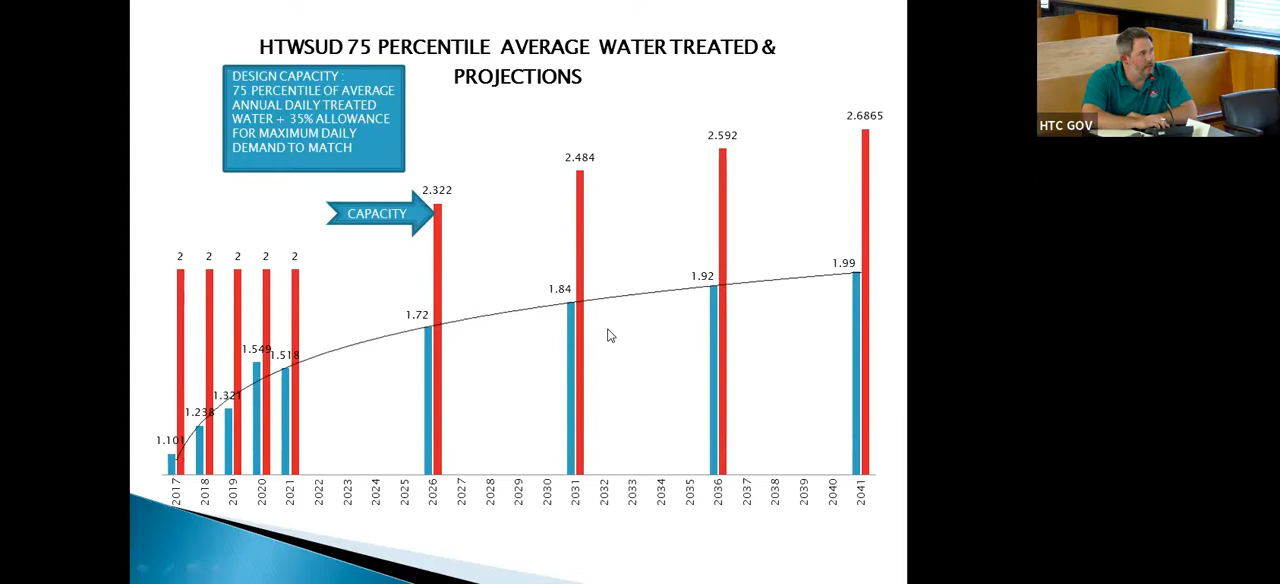 HTWSUD 75 PERCENTILE AVERAGE WATER TREATED &
PROJECTIONS
DESIGN CAPACITY :
75 PERCENTILE OF AVERAGE
ANNUAL DAILY TREATED
WATER + 35% ALLOWANCE
FOR MAXIMUM DAILY
DEMAND TO MATCH
HTC GOV
2.6865
2.592
2.484
2.322
CAPACITY
2 2 2 2 2
1.99
1.92
1.84
1.72
1.549
1.518
1.321
1.238
1.101
2017 2018 2019 2020 2021 2022 2023 2024 2025 2026 2027 2028 2029 2030 2031 2032 2033 2034 2035 2036 2037 2038 2039 2040 2041